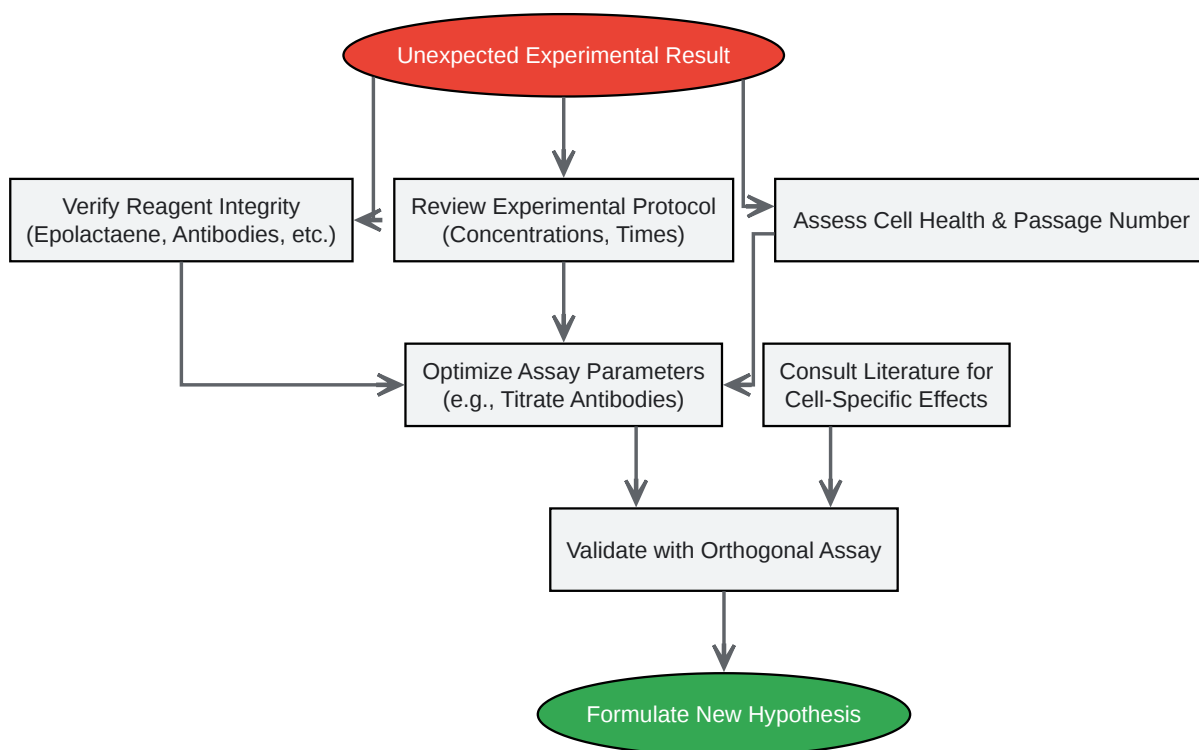 Unexpected Experimental Result
Verify Reagent Integrity
(Epolactaene, Antibodies, etc.)
Review Experimental Protocol
(Concentrations, Times)
Assess Cell Health & Passage Number
Optimize Assay Parameters
(e.g., Titrate Antibodies)
Consult Literature for
Cell-Specific Effects
Validate with Orthogonal Assay
Formulate New Hypothesis